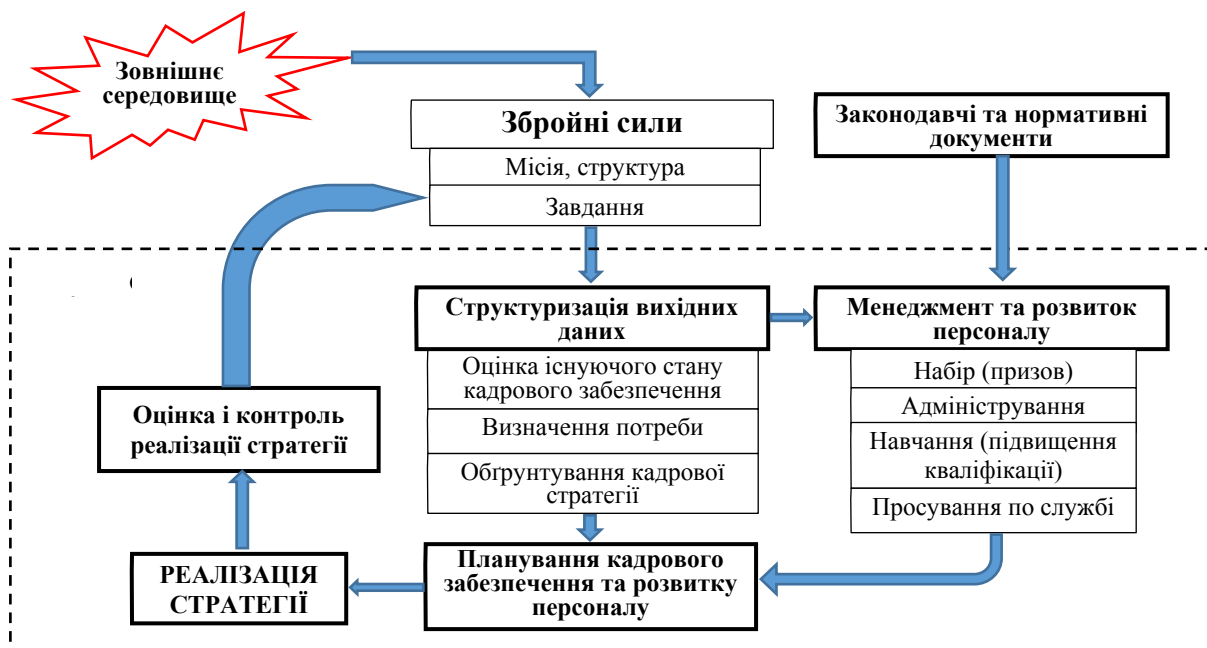 Зовнішнє
середовище
Збройні сили
Місія, структура
Завдання
Законодавчі та нормативні
документи
Структуризація вихідних
даних
Оцінка існуючого стану
кадрового забезпечення
Визначення потреби
Обґрунтування кадрової
стратегії
Менеджмент та розвиток
персоналу
Набір (призов)
Адміністрування
Навчання (підвищення
кваліфікації)
Просування по службі
Оцінка і контроль
реалізації стратегії
РЕАЛІЗАЦІЯ
СТРАТЕГІЇ
Планування кадрового
забезпечення та розвитку
персоналу